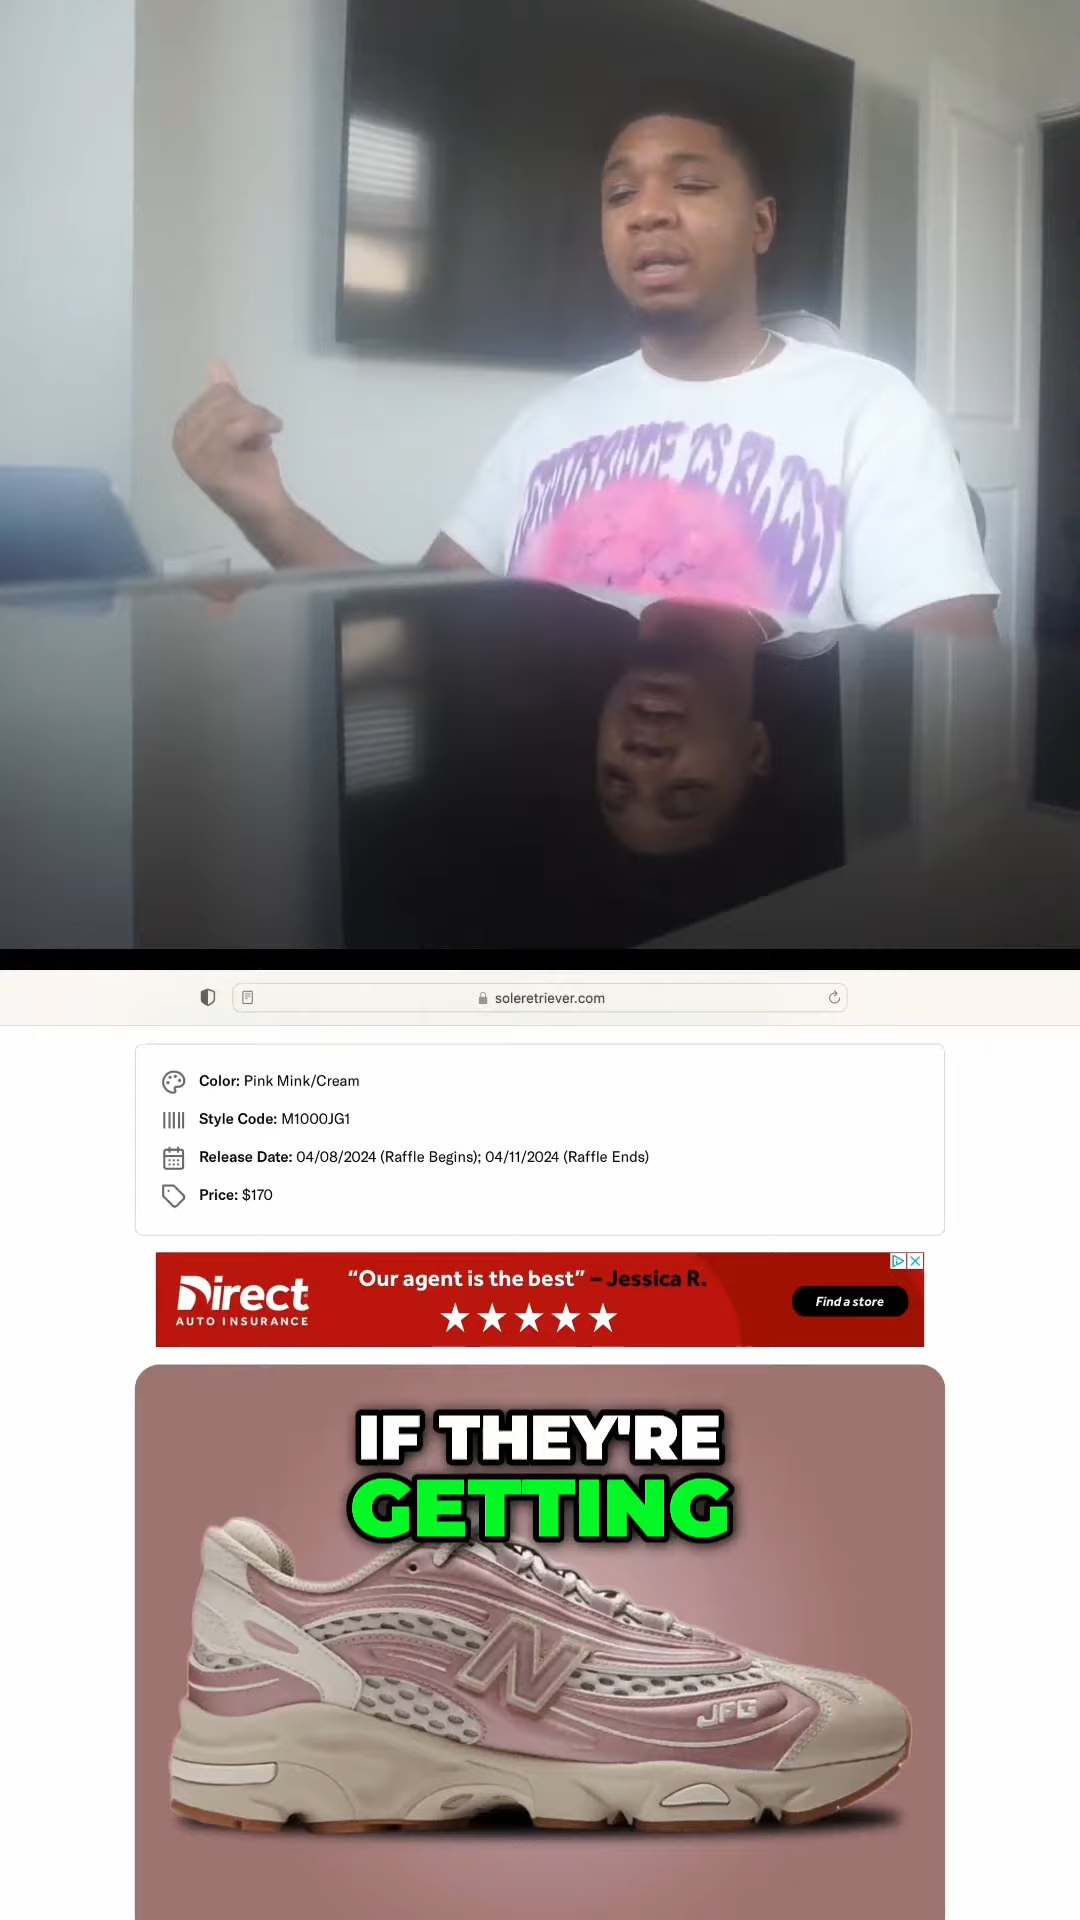 soleretriever.com
Color: Pink Mink/Cream
Style Code: M1000JG1
Release Date: 04/08/2024 (Raffle Begins); 04/11/2024 (Raffle Ends)
Price: $170
Direct
AUTO INSURANCE
“Our agent is the best” – Jessica R.
Find a store
IF THEY'RE
GETTING
N
JFG